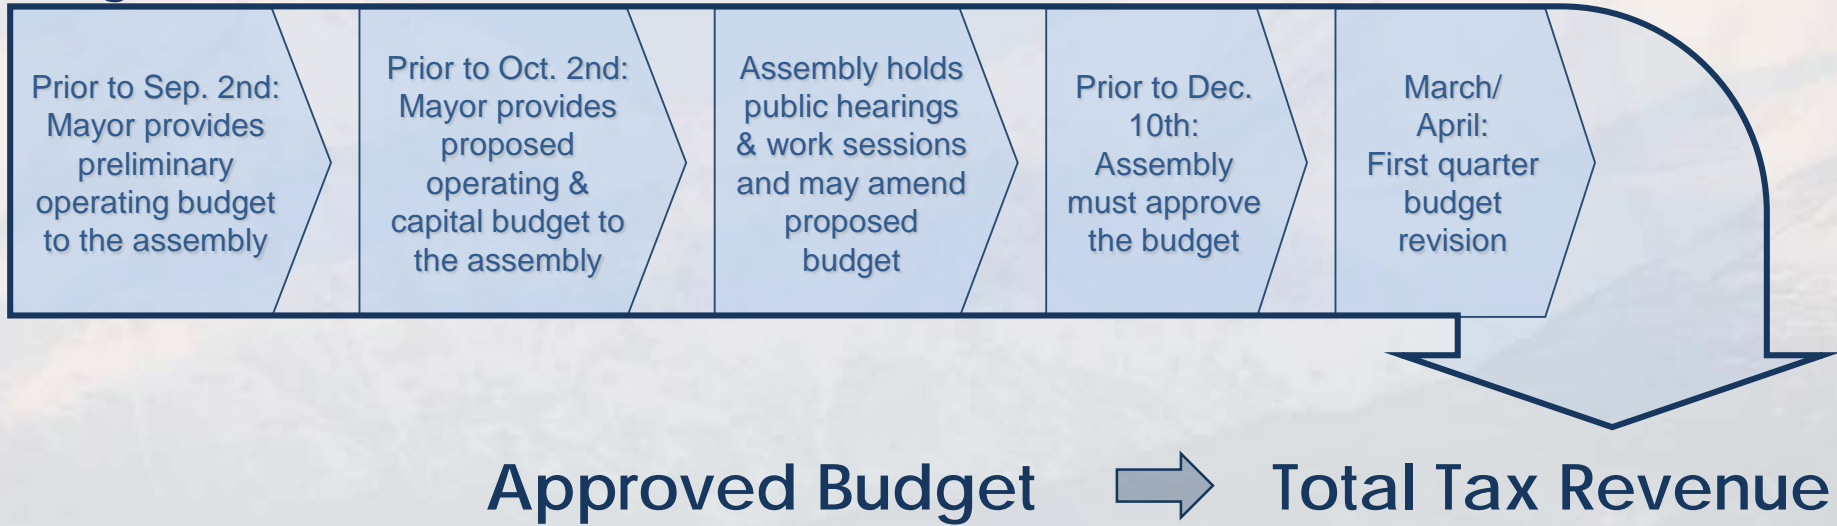 Prior to Sep. 2nd:
Mayor provides
preliminary
operating budget
to the assembly
Prior to Oct. 2nd:
Mayor provides
proposed
operating &
capital budget to
the assembly
Assembly holds
public hearings
& work sessions
and may amend
proposed
budget
Prior to Dec.
10th:
Assembly
must approve
the budget
March/
April:
First quarter
budget
revision
Approved Budget
Total Tax Revenue